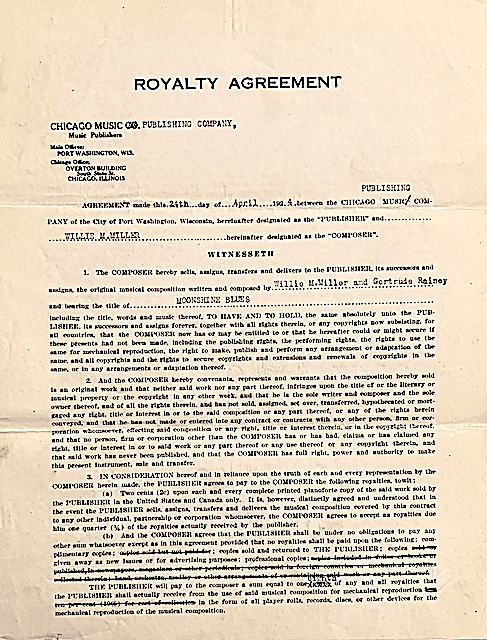 ROYALTY AGREEMENT
CHICAGO MUSIC CO. PUBLISHING COMPANY,
Music Publishers
Main Offices:
PORT WASHINGTON, WIS.
Chicago Office:
OVERTON BUILDING
South State St.
CHICAGO, ILLINOIS
PUBLISHING
AGREEMENT made this 24th day of April 1924, between the CHICAGO MUSIC/ COM-
PANY of the City of Port Washington, Wisconsin, hereinafter designated as the "PUBLISHER" and
WILLIE M. MILLER hereinafter designated as the "COMPOSER".
WITNESSETH
1. The COMPOSER hereby sells, assigns, transfers and delivers to the PUBLISHER, its successors and
assigns, the original musical composition written and composed by Willie M. Miller and Gertrude Rainey
and bearing the title of MOONSHINE BLUES
including the title, words and music thereof, TO HAVE AND TO HOLD, the same absolutely unto the PUB-
LISHER, its successors and assigns forever, together with all rights therein, or any copyrights now subsisting, for
all countries, that the COMPOSER now has or may be entitled to or that he hereafter could or might secure if
these presents had not been made, including the publishing rights, the performing rights, the rights to use the
same for mechanical reproduction, the right to make, publish and perform any arrangement or adaptation of the
same, and all copyrights and the rights to secure copyrights and extensions and renewals of copyrights in the
same, or in any arrangements or adaptation thereof.
2. And the COMPOSER hereby convenants, represents and warrants that the composition hereby sold
is an original work and that neither said work nor any part thereof, infringes upon the title of or the literary or
musical property or the copyright in any other work, and that he is the sole writer and composer and the sole
owner thereof, and of all the rights therein, and has not sold, assigned, set over, transferred, hypothecated or mort-
gaged any right, title or interest in or to the said composition or any part thereof, or any of the rights herein
conveyed, and that he has not made or entered into any contract or contracts with any other person, firm or cor-
poration whomsoever, effecting said composition or any right, title or interest therein, or in the copyright thereof,
and that no person, firm or corporation other than the COMPOSER has or has had, claims or has claimed any
right, title or interest in or to said work or any part thereof or any use thereof or any copyright therein, and
that said work has never been published, and that the COMPOSER has full right, power and authority to make
this present instrument, sale and transfer.
3. IN CONSIDERATION hereof and in reliance upon the truth of each and every representation by the
COMPOSER herein made, the PUBLISHER agrees to pay to the COMPOSER the following royalties, to wit:
(a) Two cents (2c) upon each and every complete printed pianoforte copy of the said work sold by
the PUBLISHER in the United States and Canada only. It is, however, distinctly agreed and understood that in
the event the PUBLISHER sells, assigns, transfers and delivers the musical composition covered by this contract
to any other individual, partnership or corporation whomsoever, the COMPOSER agrees to accept as royalties due
him one quarter (¼) of the royalties actually received by the publisher.
(b) And the COMPOSER agrees that the PUBLISHER shall be under no obligations to pay any
other sum whatsoever except as in this agreement provided that no royalties shall be paid upon the following: com-
plimentary copies; copies sold but not paid for; copies sold and returned to THE PUBLISHER; copies
given away as new issues or for advertising purposes; professional copies;
THE PUBLISHER will pay to the composer a sum equal to one of any and all royalties that
the PUBLISHER shall actually receive from the use of said musical composition for mechanical reproduction
ten per cent (10%) for cost of collection in the form of all player rolls, records, discs, or other devices for the
mechanical reproduction of the musical composition.